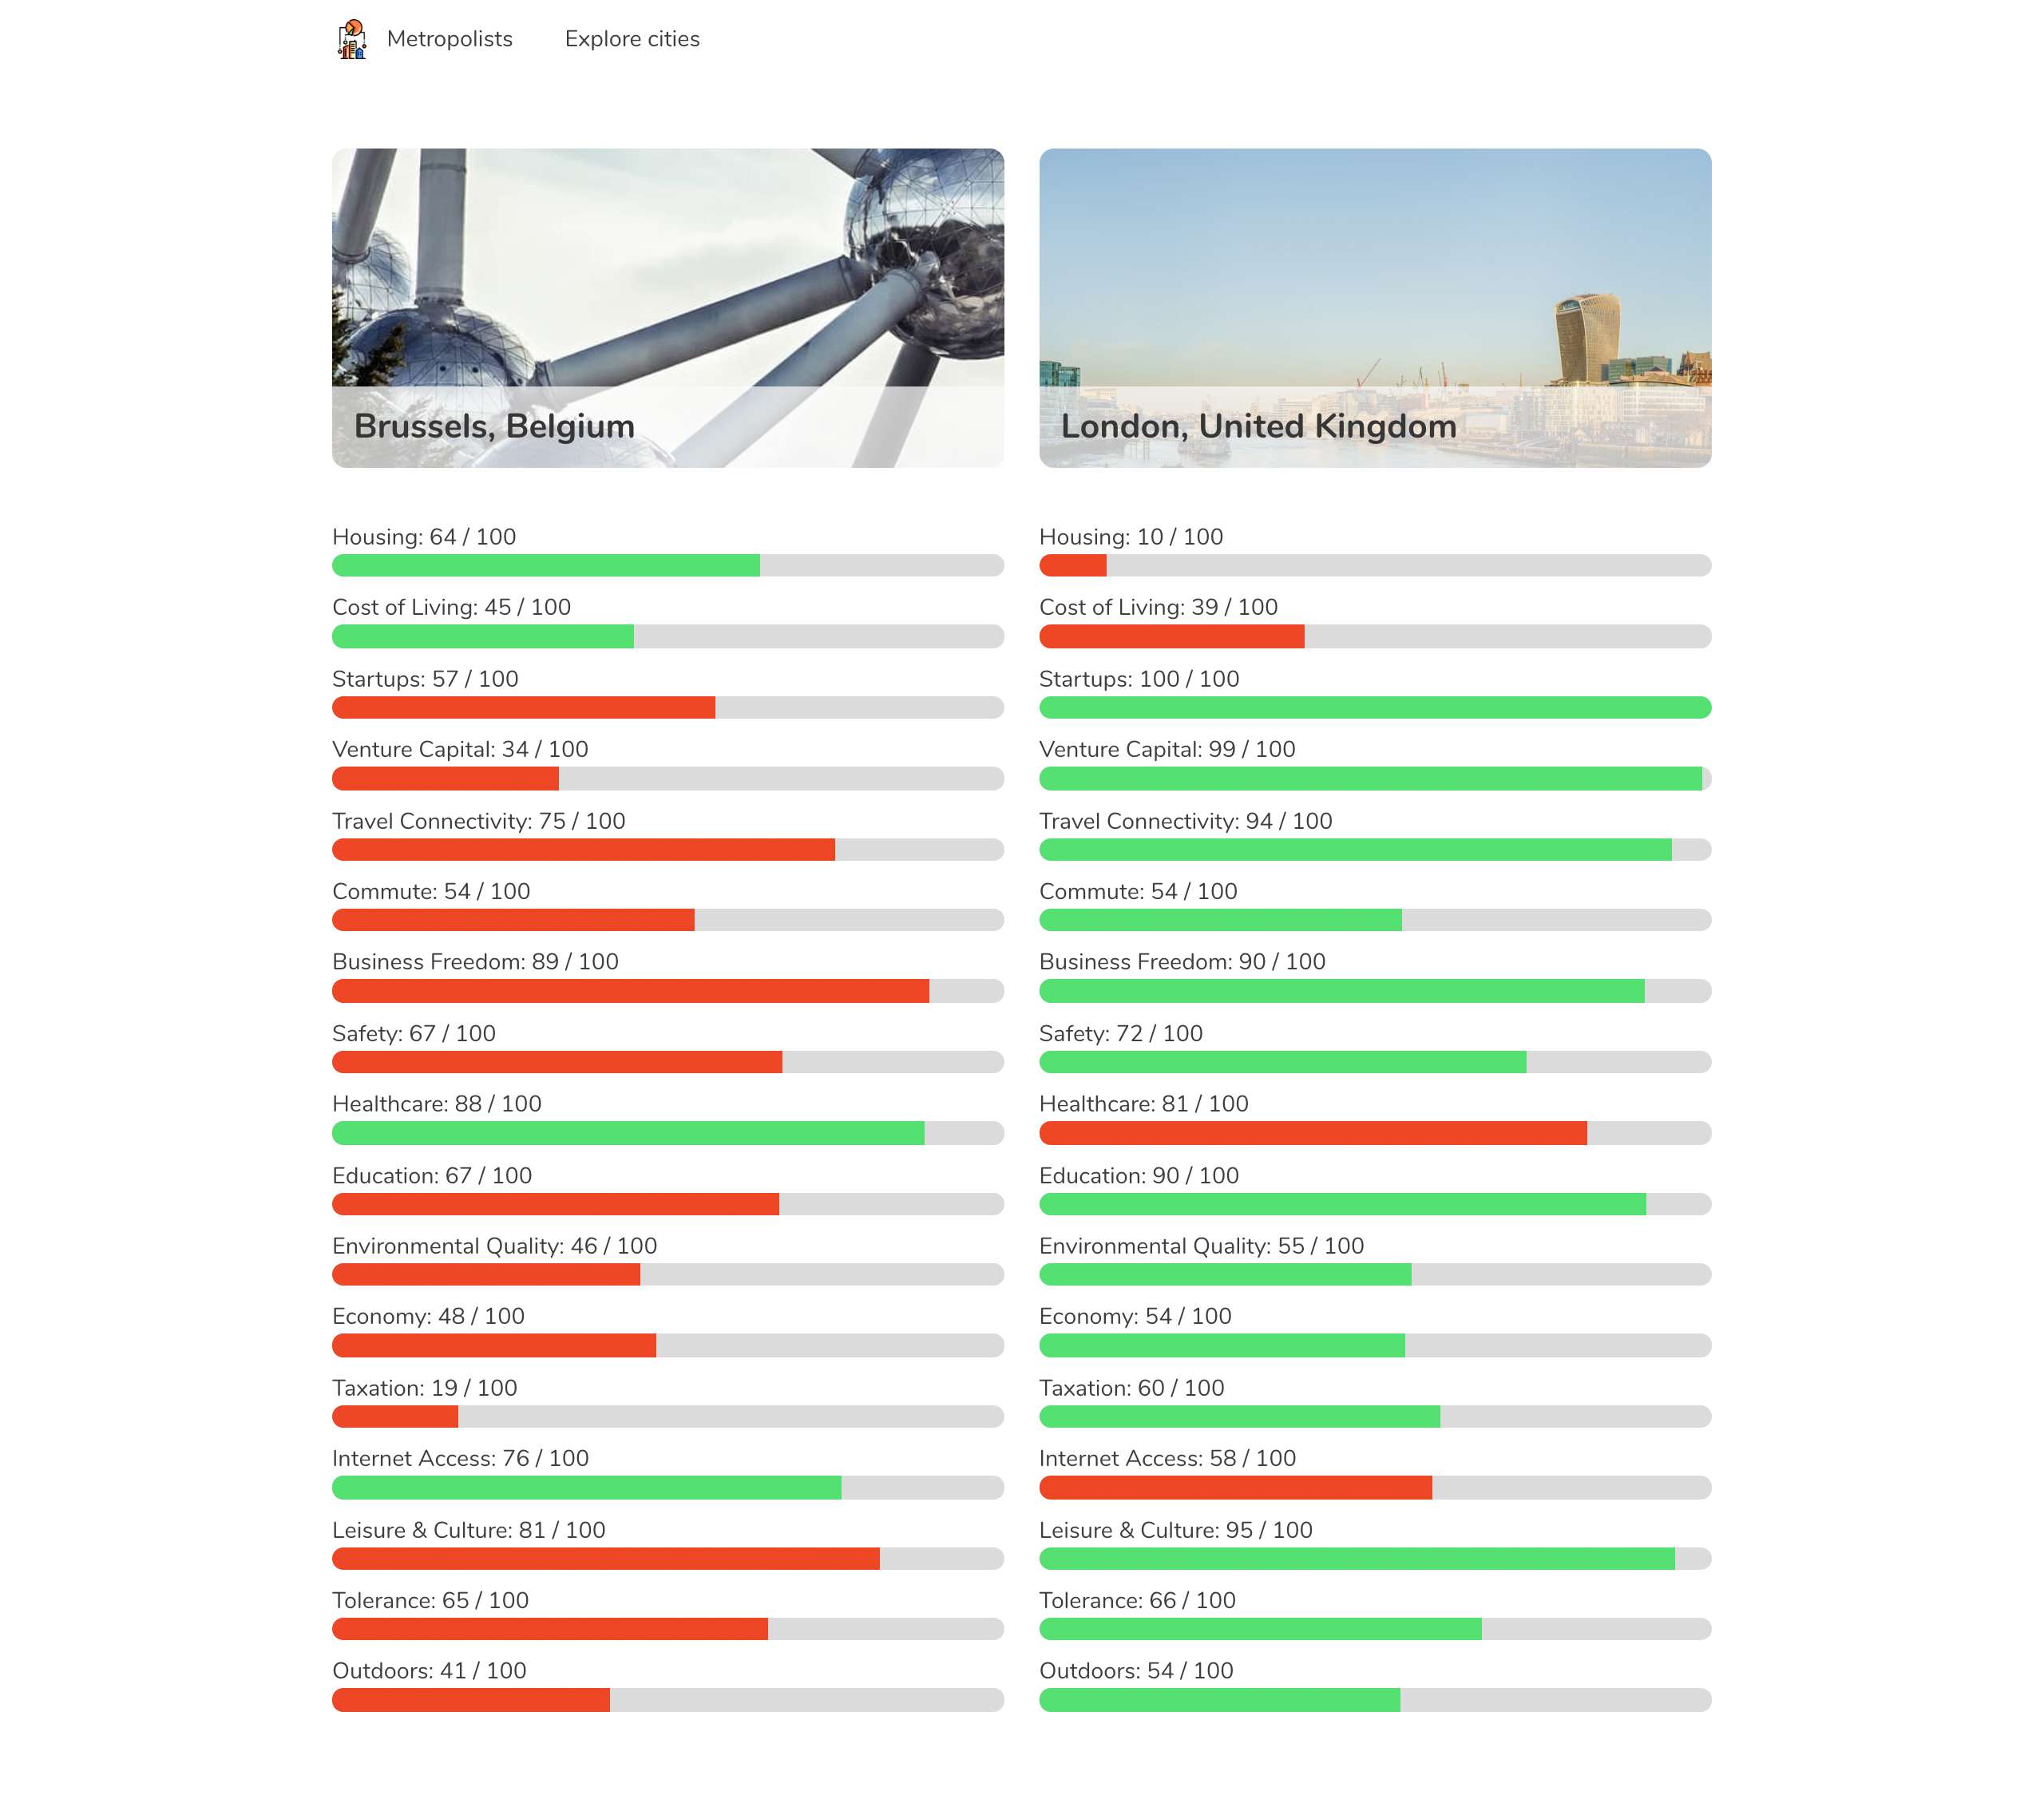 Metropolists
Explore cities
Brussels, Belgium
Housing: 64 / 100
Cost of Living: 45 / 100
Startups: 57 / 100
Venture Capital: 34 / 100
Travel Connectivity: 75 / 100
Commute: 54 / 100
Business Freedom: 89 / 100
Safety: 67 / 100
Healthcare: 88 / 100
Education: 67 / 100
Environmental Quality: 46 / 100
Economy: 48 / 100
Taxation: 19 / 100
Internet Access: 76 / 100
Leisure & Culture: 81 / 100
Tolerance: 65 / 100
Outdoors: 41 / 100
London, United Kingdom
Housing: 10 / 100
Cost of Living: 39 / 100
Startups: 100 / 100
Venture Capital: 99 / 100
Travel Connectivity: 94 / 100
Commute: 54 / 100
Business Freedom: 90 / 100
Safety: 72 / 100
Healthcare: 81 / 100
Education: 90 / 100
Environmental Quality: 55 / 100
Economy: 54 / 100
Taxation: 60 / 100
Internet Access: 58 / 100
Leisure & Culture: 95 / 100
Tolerance: 66 / 100
Outdoors: 54 / 100